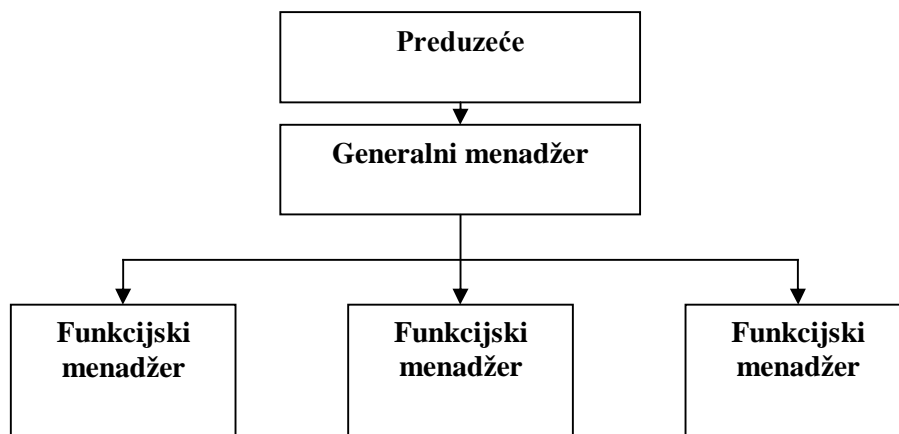 Preduzeće
Generalni menadžer
Funkcijski
menadžer
Funkcijski
menadžer
Funkcijski
menadžer